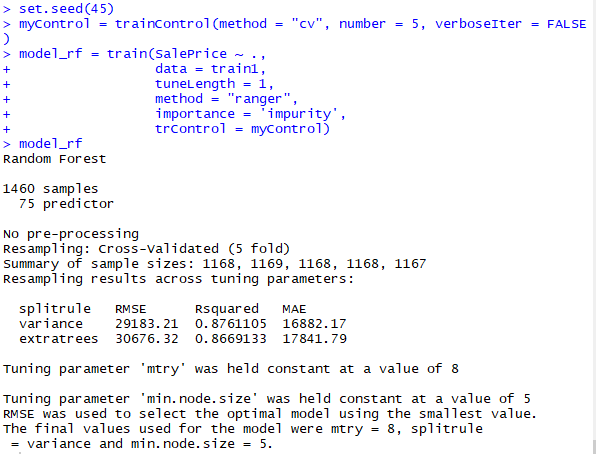 > set.seed(45)
> myControl = trainControl(method = "cv", number = 5, verboseIter = FALSE
)
> model_rf = train(SalePrice ~ .,
+                  data = train1,
+                  tuneLength = 1,
+                  method = "ranger",
+                  importance = 'impurity',
+                  trControl = myControl)
> model_rf
Random Forest

1460 samples
  75 predictor

No pre-processing
Resampling: Cross-Validated (5 fold)
Summary of sample sizes: 1168, 1169, 1168, 1168, 1167
Resampling results across tuning parameters:

  splitrule   RMSE      Rsquared   MAE
  variance    29183.21  0.8761105  16882.17
  extratrees  30676.32  0.8669133  17841.79

Tuning parameter 'mtry' was held constant at a value of 8

Tuning parameter 'min.node.size' was held constant at a value of 5
RMSE was used to select the optimal model using the smallest value.
The final values used for the model were mtry = 8, splitrule
 = variance and min.node.size = 5.